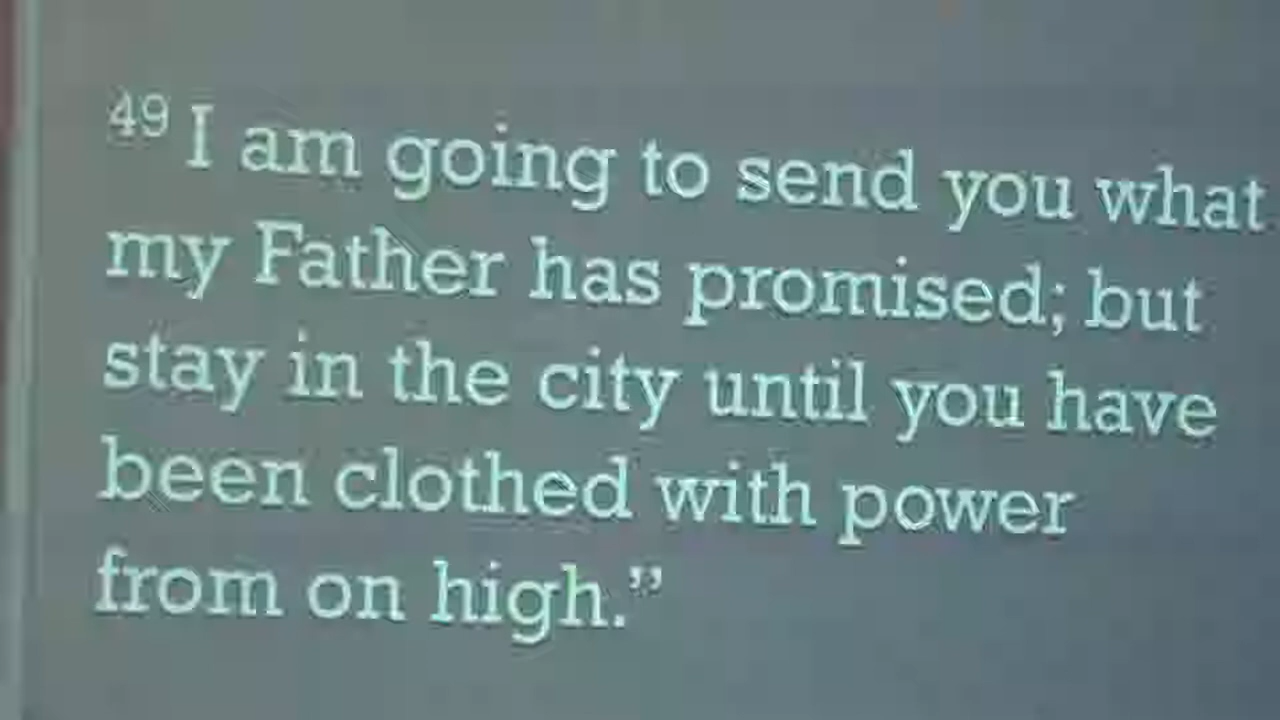 49 I am going to send you what
my Father has promised; but
stay in the city until you have
been clothed with power
from on high.”